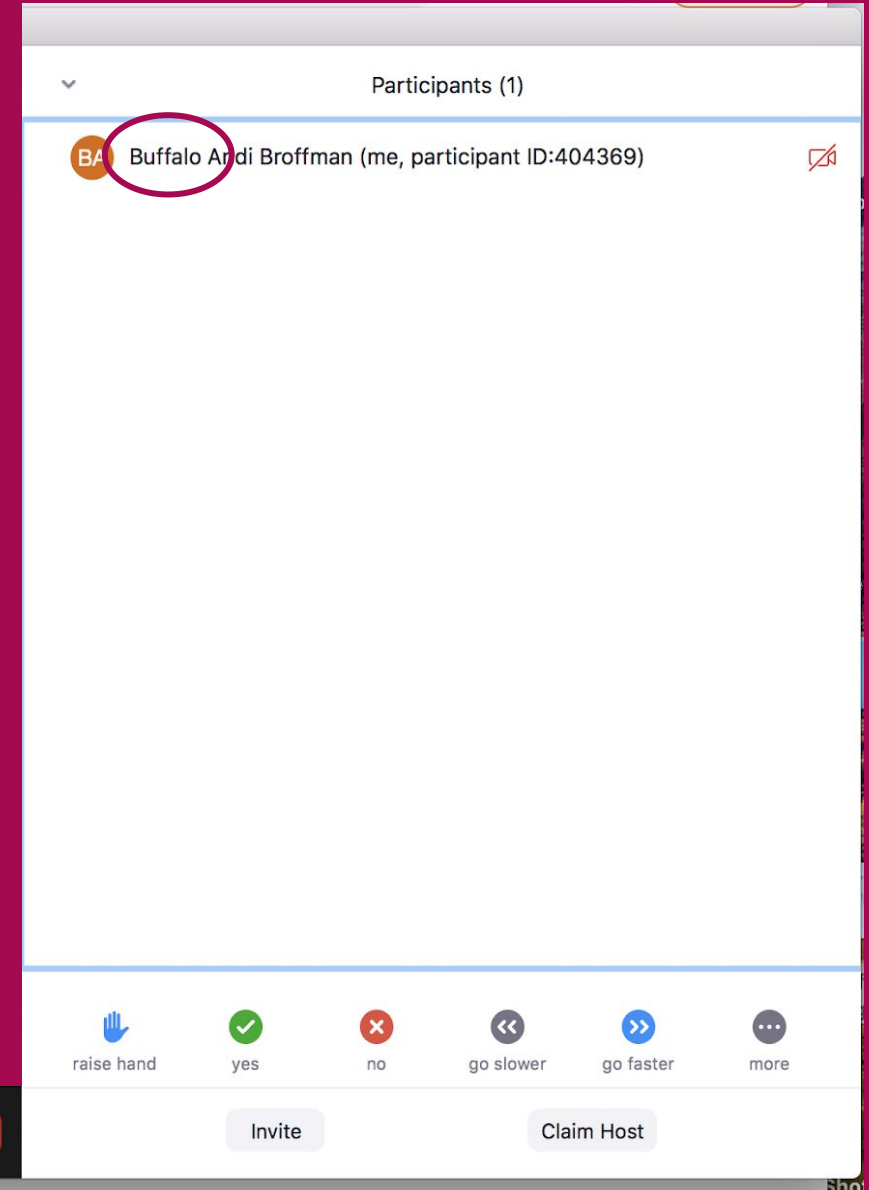 Participants (1)
BA Buffalo Andi Broffman (me, participant ID:404369)
raise hand yes no go slower go faster more
Invite Claim Host